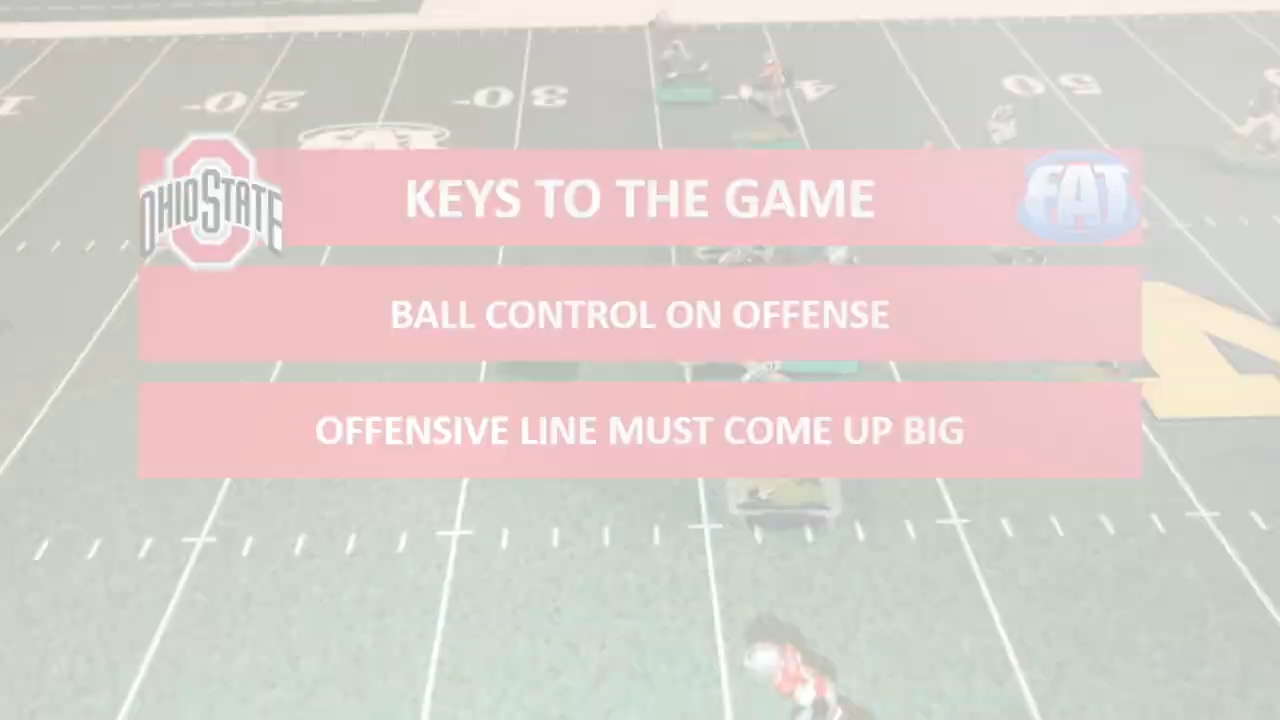 20
30
4
50
OHIO STATE
KEYS TO THE GAME
FAT
BALL CONTROL ON OFFENSE
OFFENSIVE LINE MUST COME UP BIG